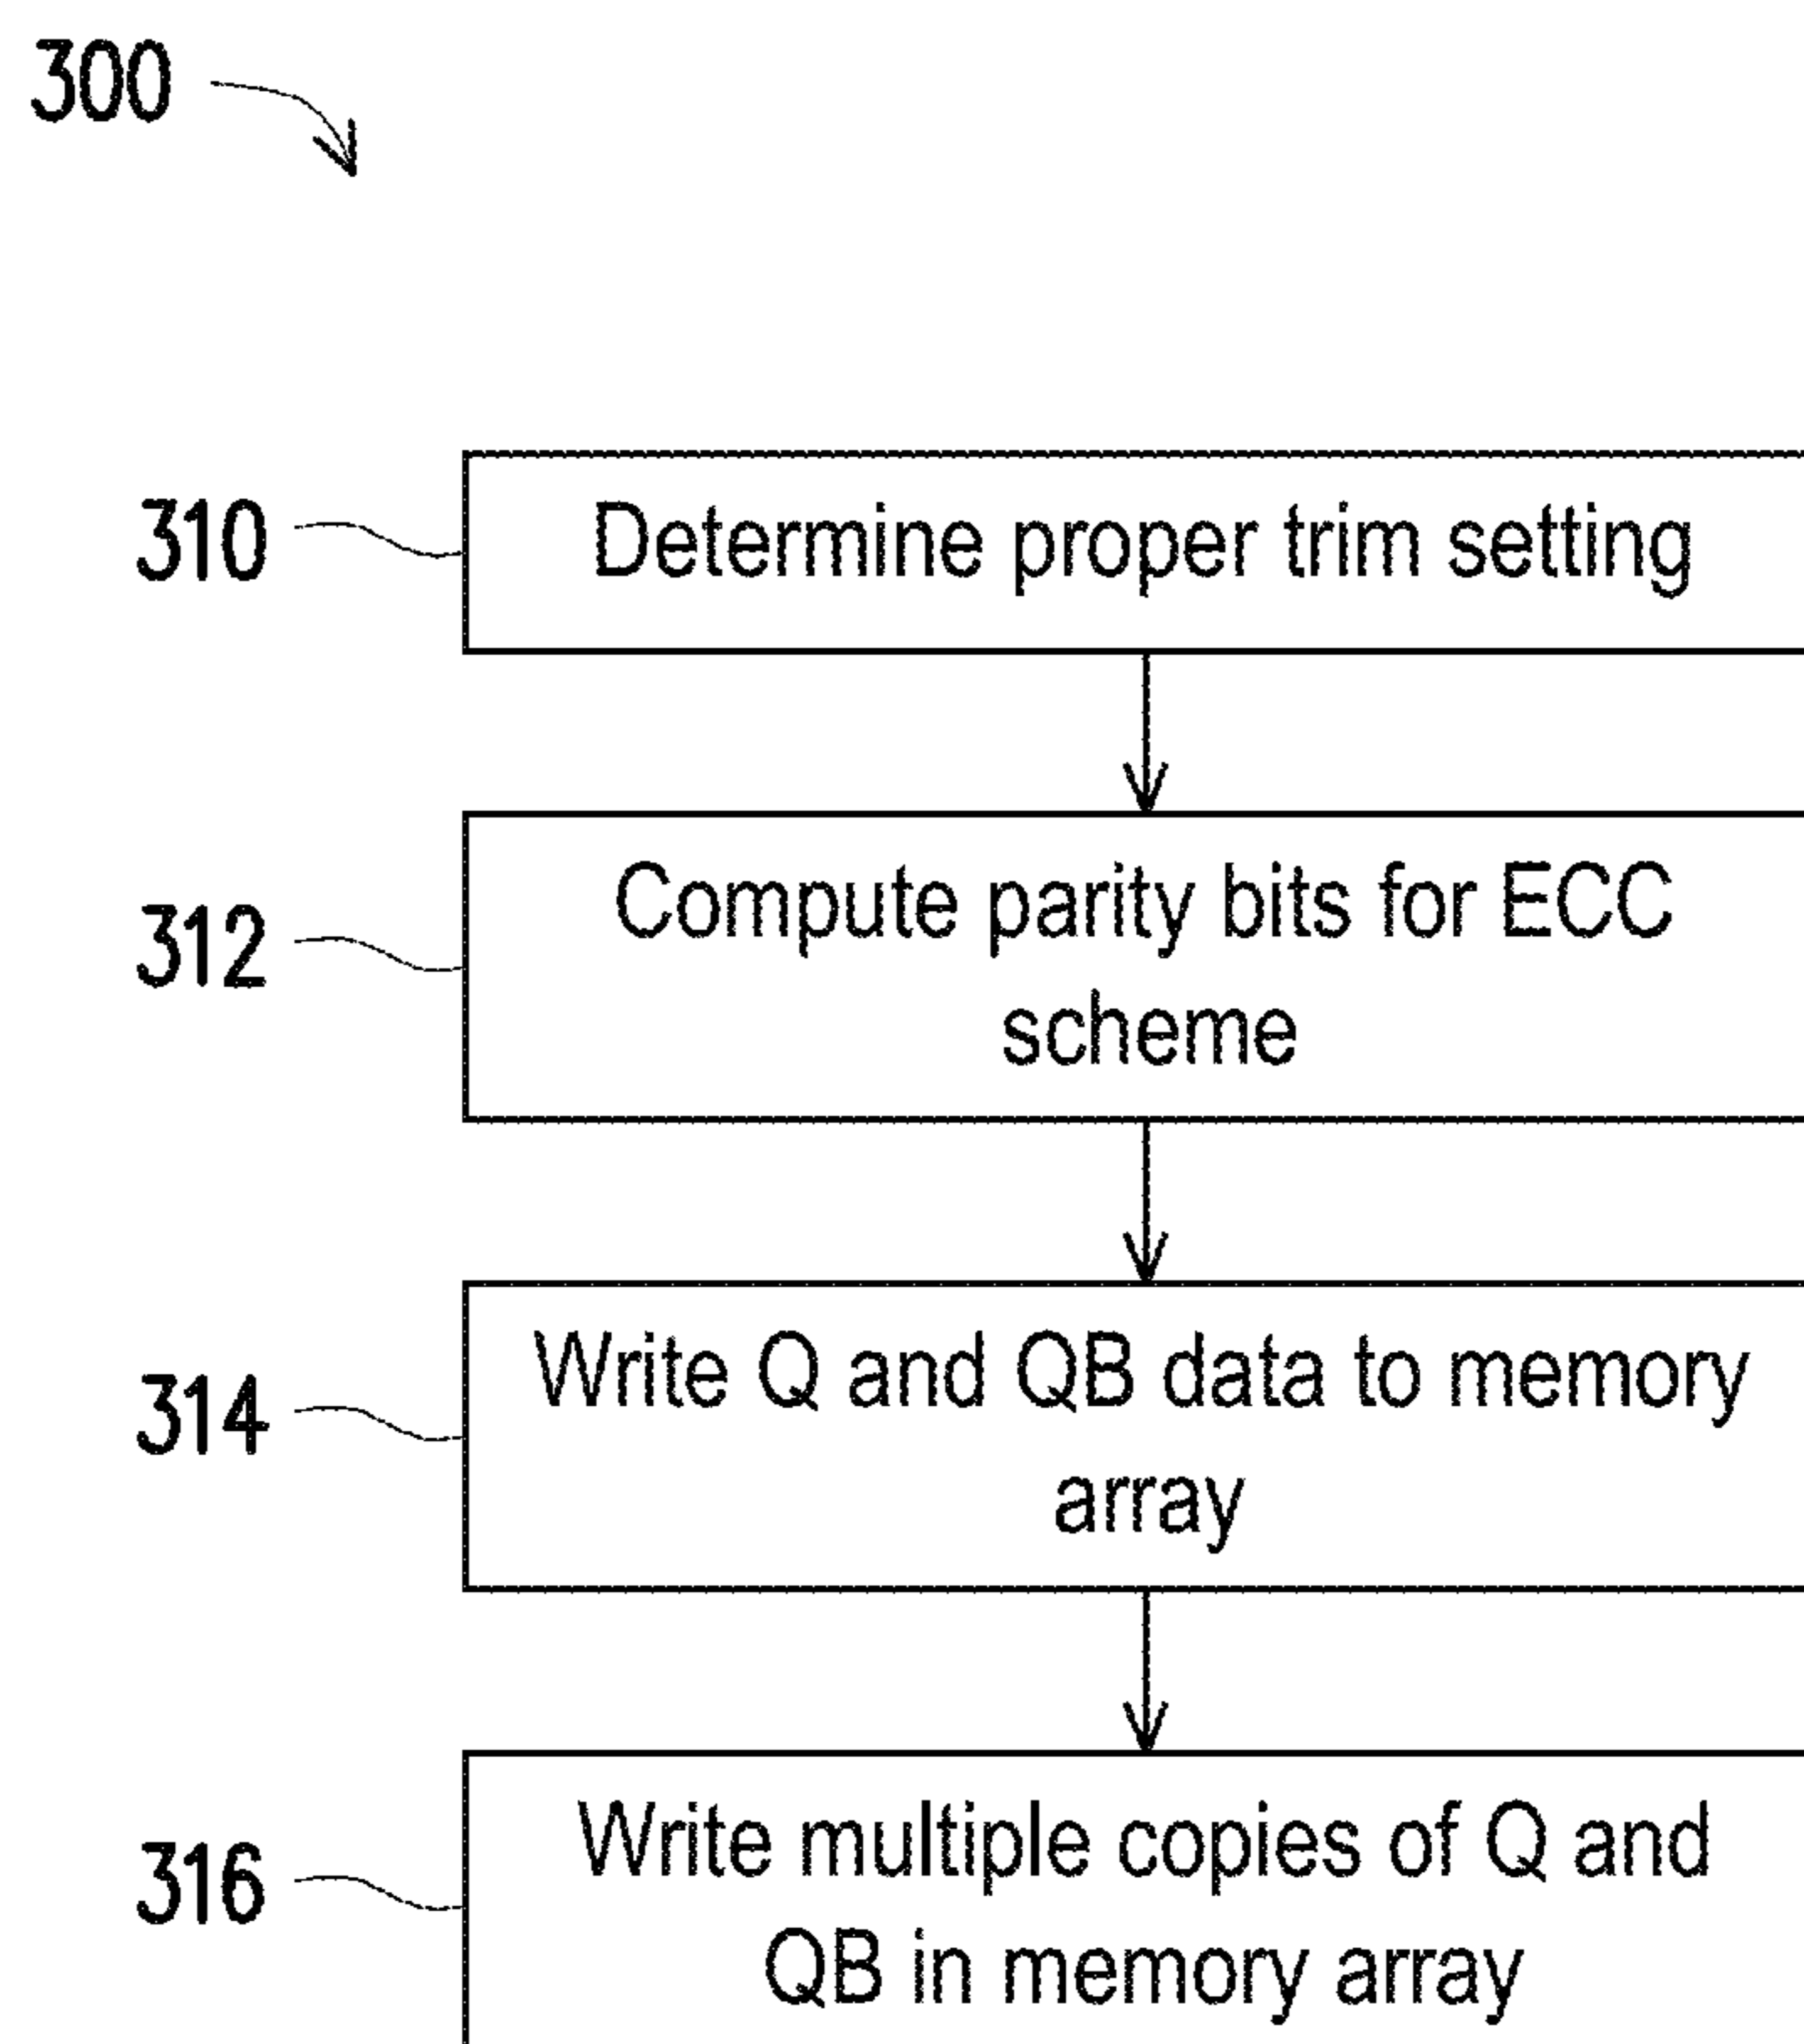 300
310
Determine proper trim setting
312
Compute parity bits for ECC
scheme
314
Write Q and QB data to memory
array
316
Write multiple copies of Q and
QB in memory array